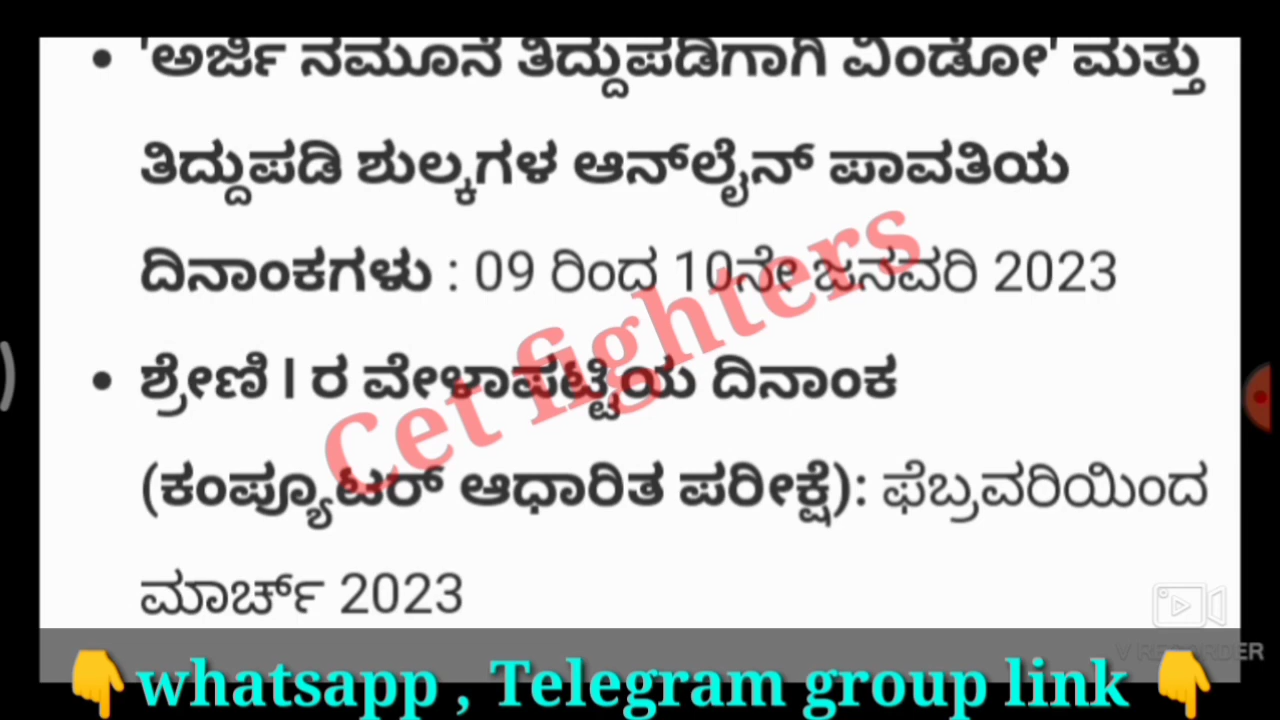 • 'ಅರ್ಜಿ ನಮೂನೆ ತಿದ್ದುಪಡಿಗಾಗಿ ವಿಂಡೋ' ಮತ್ತು
ತಿದ್ದುಪಡಿ ಶುಲ್ಕಗಳ ಆನ್‌ಲೈನ್ ಪಾವತಿಯ
ದಿನಾಂಕಗಳು : 09 ರಿಂದ 10ನೇ ಜನವರಿ 2023
• ಶ್ರೇಣಿ I ರ ವೇಳಾಪಟ್ಟಿಯ ದಿನಾಂಕ
(ಕಂಪ್ಯೂಟರ್ ಆಧಾರಿತ ಪರೀಕ್ಷೆ): ಫೆಬ್ರವರಿಯಿಂದ
ಮಾರ್ಚ್ 2023
Cet fighters
V RECORDER
👇whatsapp , Telegram group link 👇